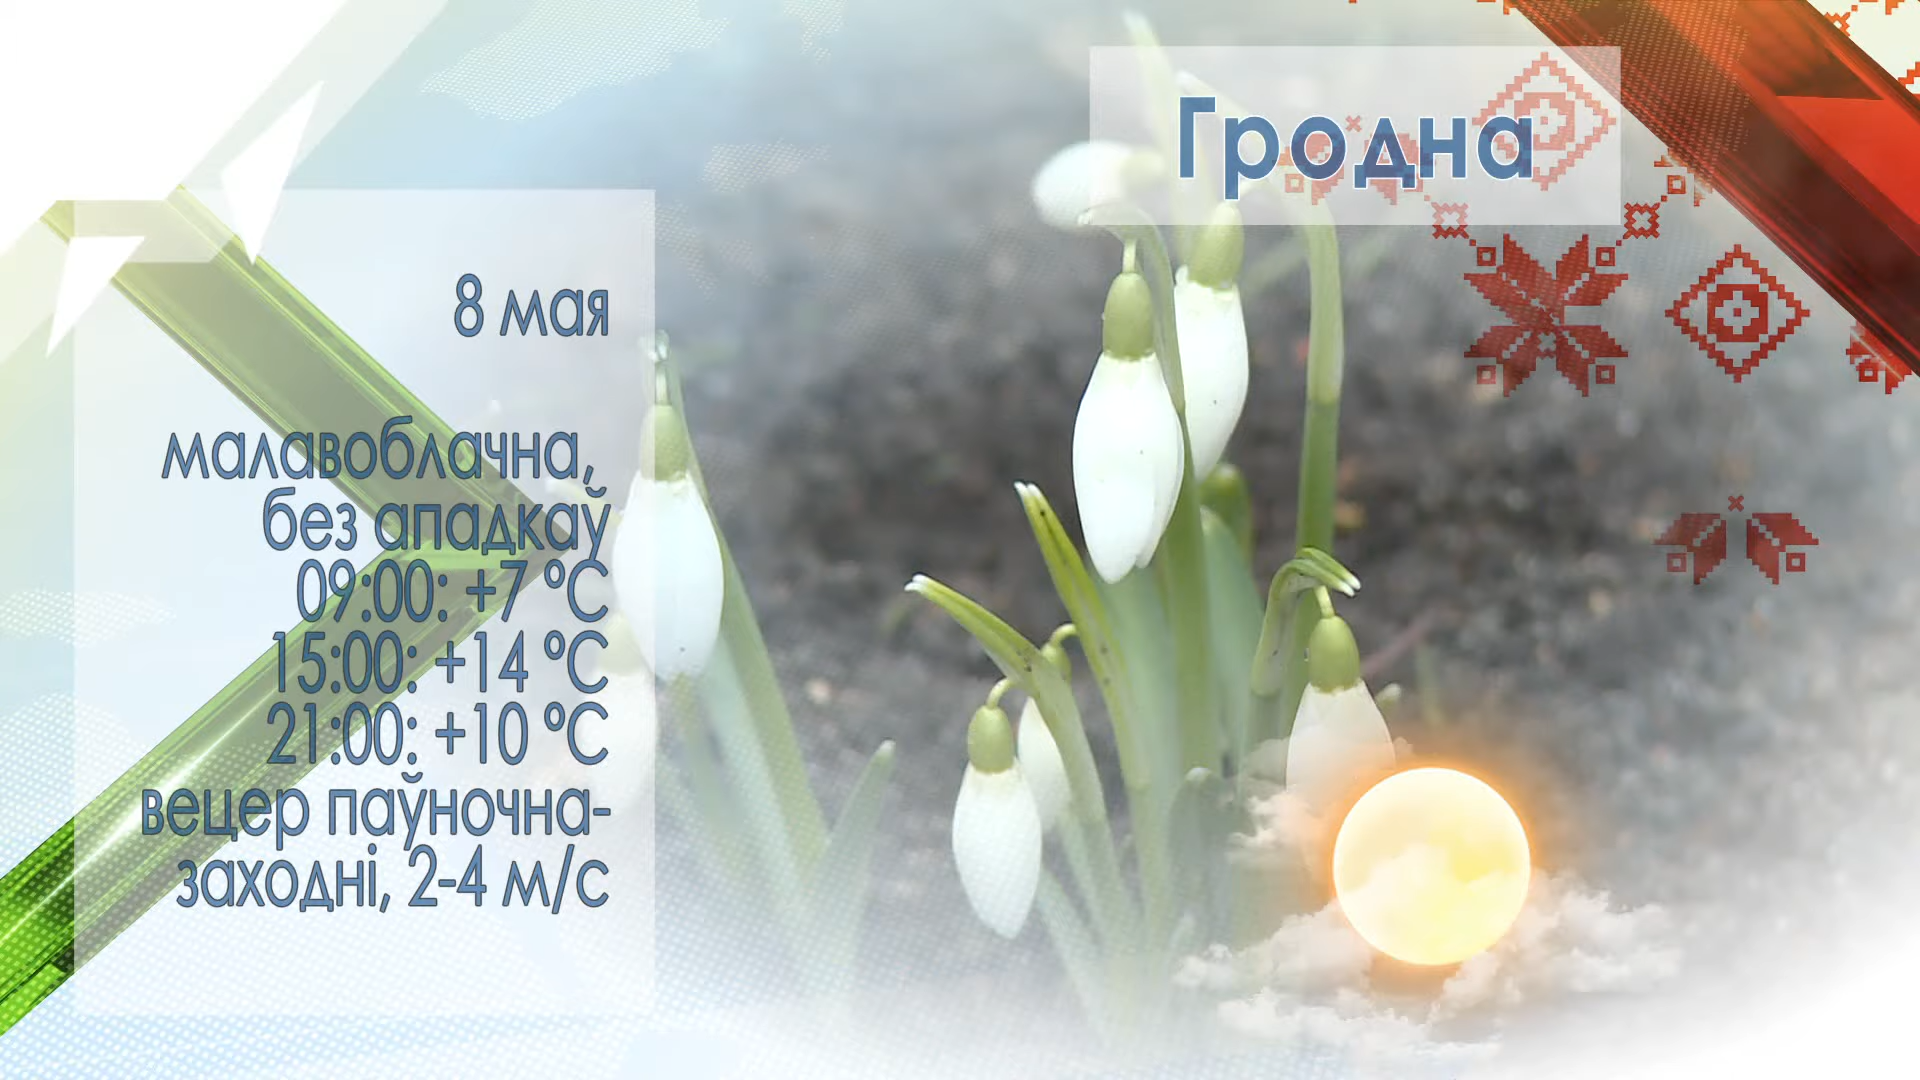 Гродна
8 мая
малавоблачна,
без ападкаў
09:00: +7 °C
15:00: +14 °C
21:00: +10 °C
вецер паўночна-
заходні, 2-4 м/с